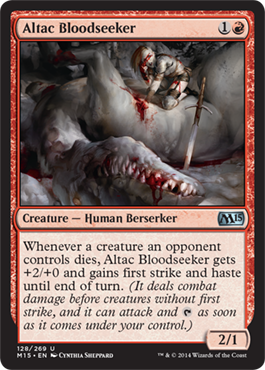 Altac Bloodseeker 1
Creature — Human Berserker M15
Whenever a creature an opponent
controls dies, Altac Bloodseeker gets
+2/+0 and gains first strike and haste
until end of turn. (It deals combat
damage before creatures without first
strike, and it can attack and as soon
as it comes under your control.)
2/1
128/269 U
M15 • EN Cynthia Sheppard ™ & © 2014 Wizards of the Coast